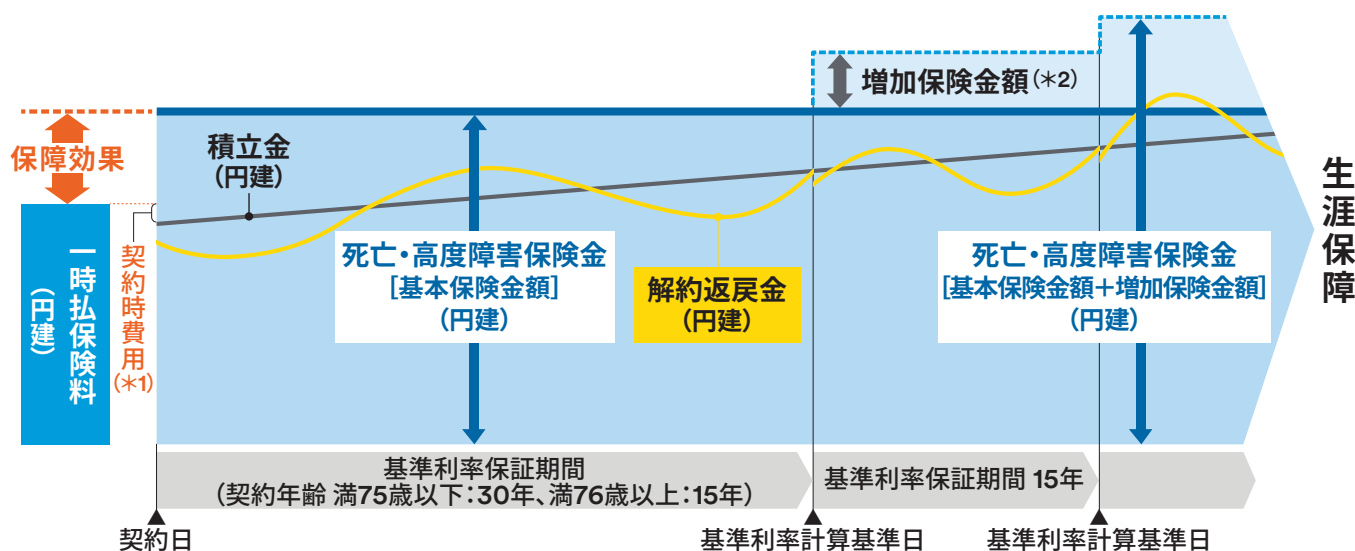 増加保険金額(＊2)
保障効果
積立金
(円建)
一時払保険料
(円建)
契約時費用
(＊1)
死亡・高度障害保険金
[基本保険金額]
(円建)
解約返戻金
(円建)
死亡・高度障害保険金
[基本保険金額＋増加保険金額]
(円建)
生涯保障
基準利率保証期間
(契約年齢 満75歳以下：30年、満76歳以上：15年)
基準利率保証期間 15年
契約日
基準利率計算基準日
基準利率計算基準日